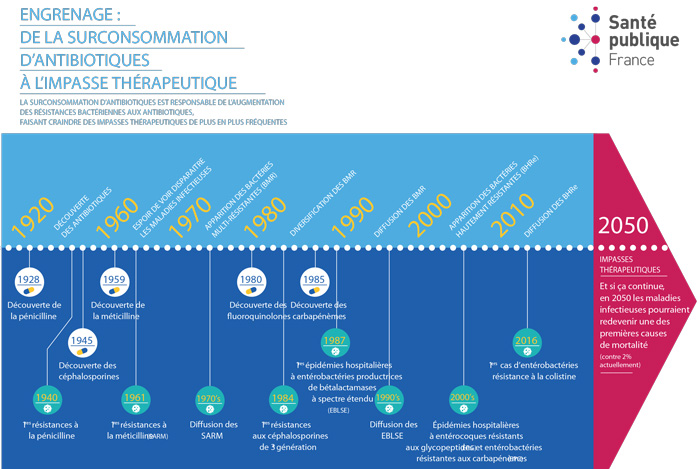 ENGRENAGE :
DE LA SURCONSOMMATION
D'ANTIBIOTIQUES
À L'IMPASSE THÉRAPEUTIQUE
LA SURCONSOMMATION D'ANTIBIOTIQUES EST RESPONSABLE DE L'AUGMENTATION
DES RÉSISTANCES BACTÉRIENNES AUX ANTIBIOTIQUES,
FAISANT CRAINDRE DES IMPASSES THÉRAPEUTIQUES DE PLUS EN PLUS FRÉQUENTES
Santé
publique
France
1920
DÉCOUVERTE
DES ANTIBIOTIQUES
1960
ESPOIR DE VOIR DISPARAITRE
LES MALADIES INFECTIEUSES
1970
APPARITION DES BACTÉRIES
MULTI-RÉSISTANTES (BMR)
1980
DIVERSIFICATION DES BMR
1990
DIFFUSION DES BMR
2000
APPARITION DES BACTÉRIES
HAUTEMENT RÉSISTANTES (BHRe)
2010
DIFFUSION DES BHRe
2050
IMPASSES
THÉRAPEUTIQUES
Et si ça continue,
en 2050 les maladies
infectieuses pourraient
redevenir une des
premières causes
de mortalité
(contre 2%
actuellement)
1928
Découverte de
la pénicilline
1959
Découverte de
la méticilline
1980
Découverte des
fluoroquinolones
1985
Découverte des
carbapénèmes
1945
Découverte des
céphalosporines
1987
1res épidémies hospitalières
à entérobactéries productrices
de bétalactamases
à spectre étendu
(EBLSE)
2016
1ers cas d'entérobactéries
résistance à la colistine
1940
1res résistances à
la pénicilline
1961
1res résistances à
la méticilline (SARM)
1970's
Diffusion des
SARM
1984
1res résistances
aux céphalosporines
de 3 génération
1990's
Diffusion des
EBLSE
2000's
Épidémies hospitalières
à entérocoques résistants
aux glycopeptides et entérobactéries
résistantes aux carbapénèmes